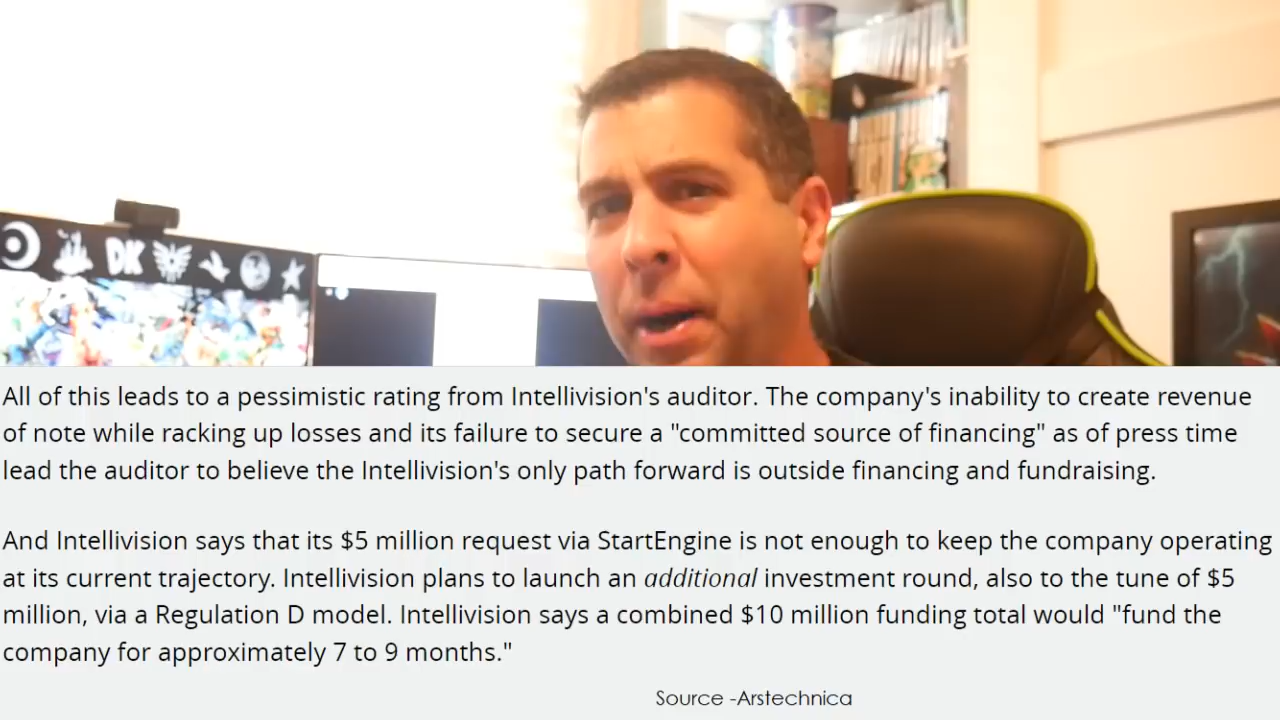 DK
All of this leads to a pessimistic rating from Intellivision's auditor. The company's inability to create revenue
of note while racking up losses and its failure to secure a "committed source of financing" as of press time
lead the auditor to believe the Intellivision's only path forward is outside financing and fundraising.
And Intellivision says that its $5 million request via StartEngine is not enough to keep the company operating
at its current trajectory. Intellivision plans to launch an additional investment round, also to the tune of $5
million, via a Regulation D model. Intellivision says a combined $10 million funding total would "fund the
company for approximately 7 to 9 months."
Source -Arstechnica